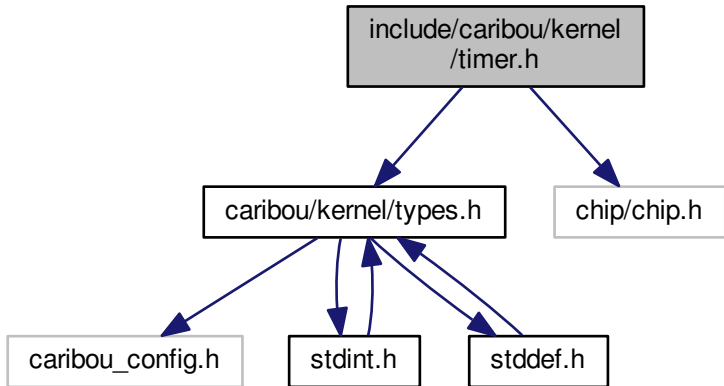 include/caribou/kernel
/timer.h
caribou/kernel/types.h
chip/chip.h
caribou_config.h
stdint.h
stddef.h